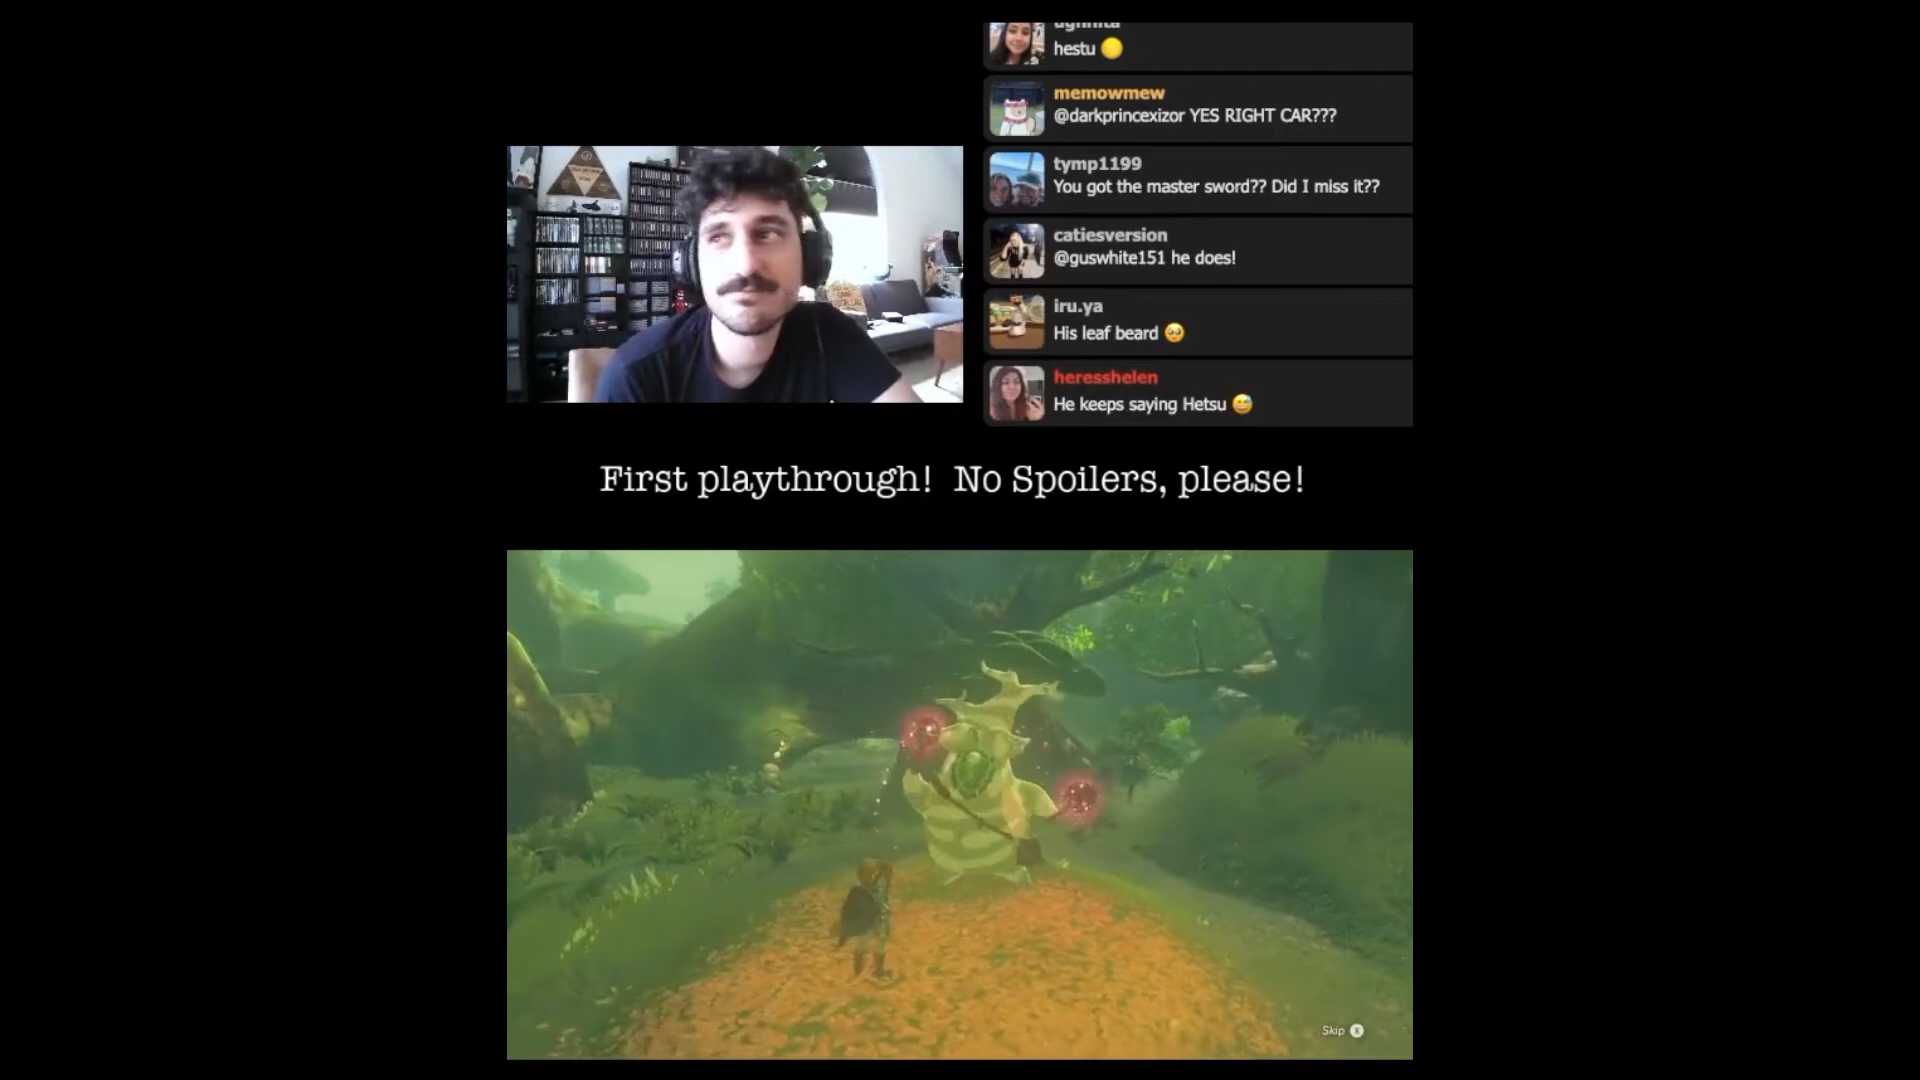 hestu
memowmew
@darkprincexizor YES RIGHT CAR???
tymp1199
You got the master sword?? Did I miss it??
catiesversion
@guswhite151 he does!
iru.ya
His leaf beard
heresshelen
He keeps saying Hetsu
First playthrough! No Spoilers, please!
Skip X